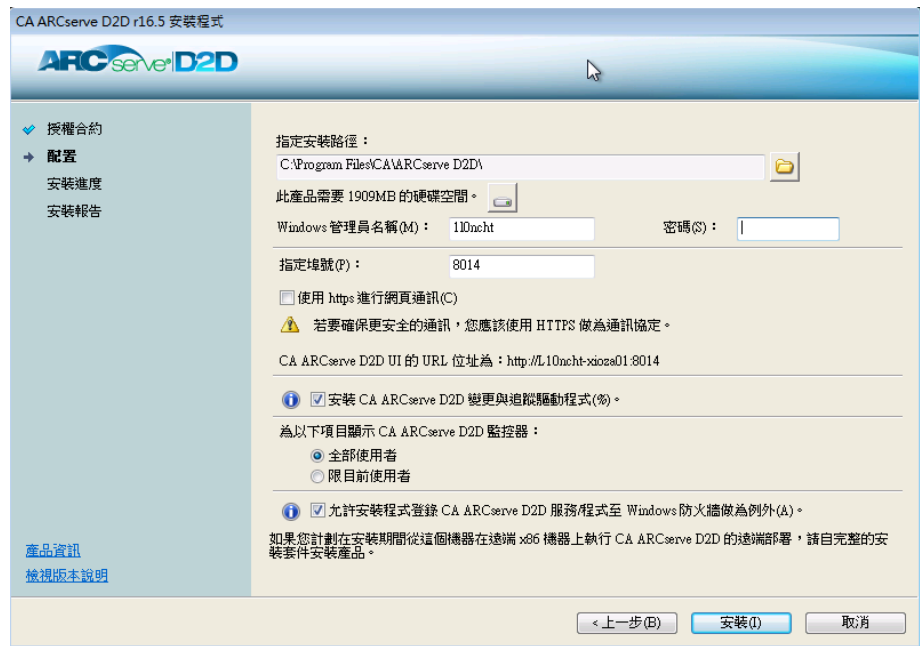 CA ARCserve D2D r16.5 安裝程式
ARCserve D2D
授權合約
配置
安裝進度
安裝報告
產品資訊
檢視版本說明
指定安裝路徑：
C:\Program Files\CA\ARCserve D2D\
此產品需要 1909MB 的硬碟空間。
Windows 管理員名稱(M)： 1l0ncht 密碼(S)：
指定埠號(P)： 8014
使用 https 進行網頁通訊(C)
若要確保更安全的通訊，您應該使用 HTTPS 做為通訊協定。
CA ARCserve D2D UI 的 URL 位址為：http://L10ncht-xioza01:8014
安裝 CA ARCserve D2D 變更與追蹤驅動程式(%)。
為以下項目顯示 CA ARCserve D2D 監控器：
全部使用者
限目前使用者
允許安裝程式登錄 CA ARCserve D2D 服務/程式至 Windows 防火牆做為例外(A)。
如果您計劃在安裝期間從這個機器在遠端 x86 機器上執行 CA ARCserve D2D 的遠端部署，請自完整的安
裝套件安裝產品。
<上一步(B) 安裝(I) 取消